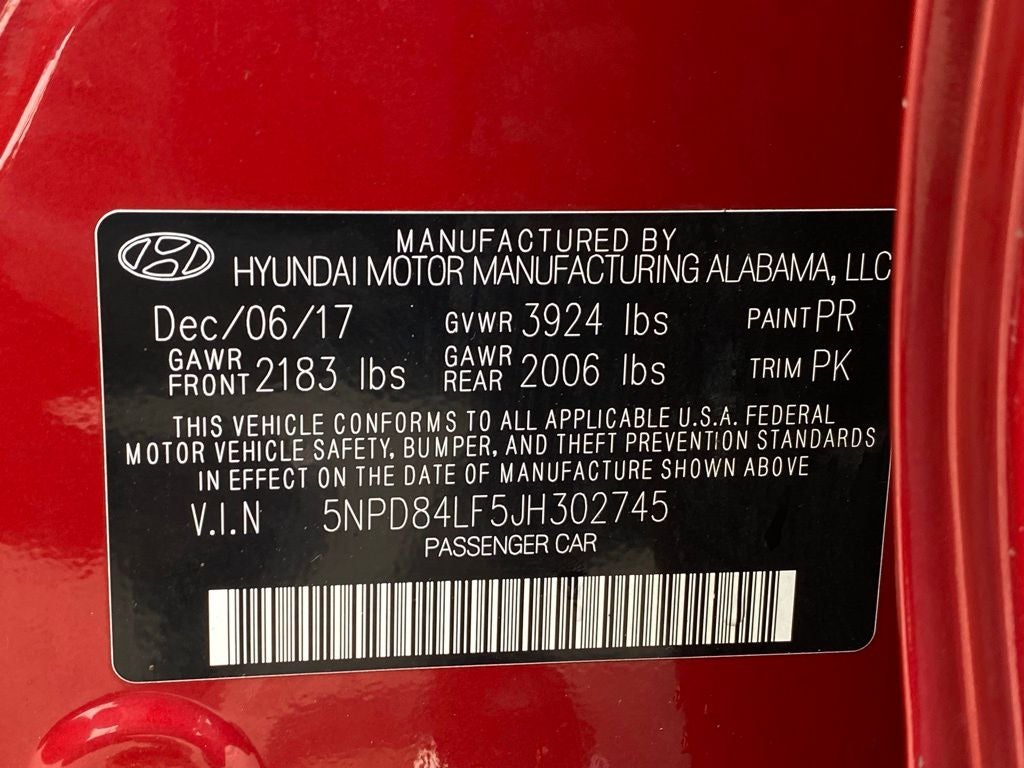 MANUFACTURED BY
HYUNDAI MOTOR MANUFACTURING ALABAMA, LLC
Dec/06/17 GVWR 3924 lbs PAINT PR
GAWR FRONT 2183 lbs GAWR REAR 2006 lbs TRIM PK
THIS VEHICLE CONFORMS TO ALL APPLICABLE U.S.A. FEDERAL
MOTOR VEHICLE SAFETY, BUMPER, AND THEFT PREVENTION STANDARDS
IN EFFECT ON THE DATE OF MANUFACTURE SHOWN ABOVE
V.I.N 5NPD84LF5JH302745
PASSENGER CAR